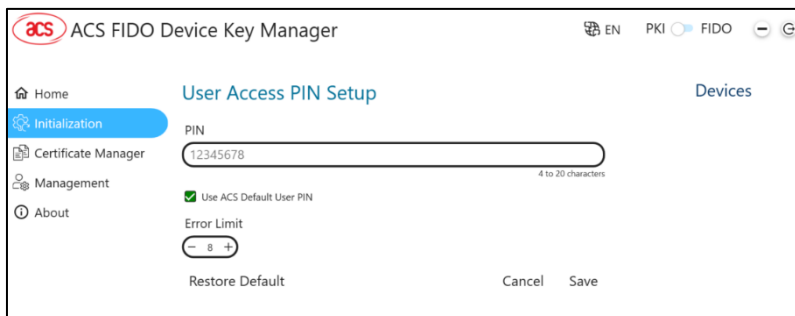 acs ACS FIDO Device Key Manager EN PKI FIDO
Home
Initialization
Certificate Manager
Management
About
User Access PIN Setup
PIN
12345678
4 to 20 characters
Use ACS Default User PIN
Error Limit
− 8 +
Restore Default Cancel Save
Devices